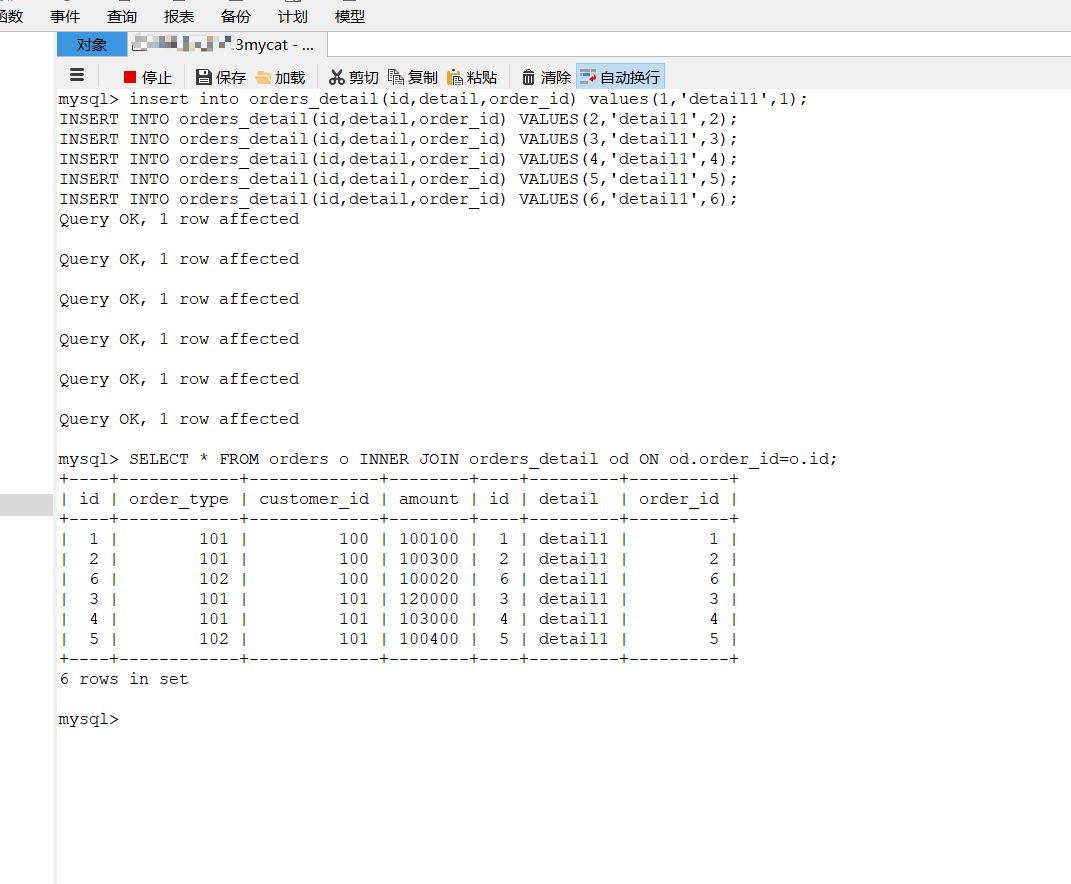 函数 事件 查询 报表 备份 计划 模型
对象 3mycat - ...
停止 保存 加载 剪切 复制 粘贴 清除 自动换行
mysql> insert into orders_detail(id,detail,order_id) values(1,'detail1',1);
INSERT INTO orders_detail(id,detail,order_id) VALUES(2,'detail1',2);
INSERT INTO orders_detail(id,detail,order_id) VALUES(3,'detail1',3);
INSERT INTO orders_detail(id,detail,order_id) VALUES(4,'detail1',4);
INSERT INTO orders_detail(id,detail,order_id) VALUES(5,'detail1',5);
INSERT INTO orders_detail(id,detail,order_id) VALUES(6,'detail1',6);
Query OK, 1 row affected
Query OK, 1 row affected
Query OK, 1 row affected
Query OK, 1 row affected
Query OK, 1 row affected
Query OK, 1 row affected
mysql> SELECT * FROM orders o INNER JOIN orders_detail od ON od.order_id=o.id;
+----+------------+-------------+--------+----+---------+----------+
| id | order_type | customer_id | amount | id | detail  | order_id |
+----+------------+-------------+--------+----+---------+----------+
|  1 |        101 |         100 | 100100 |  1 | detail1 |        1 |
|  2 |        101 |         100 | 100300 |  2 | detail1 |        2 |
|  6 |        102 |         100 | 100020 |  6 | detail1 |        6 |
|  3 |        101 |         101 | 120000 |  3 | detail1 |        3 |
|  4 |        101 |         101 | 103000 |  4 | detail1 |        4 |
|  5 |        102 |         101 | 100400 |  5 | detail1 |        5 |
+----+------------+-------------+--------+----+---------+----------+
6 rows in set
mysql>